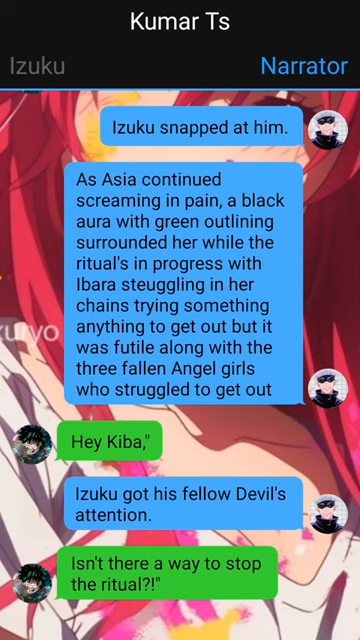 Kumar Ts
Izuku
Narrator
Izuku snapped at him.
As Asia continued
screaming in pain, a black
aura with green outlining
surrounded her while the
ritual's in progress with
Ibara steuggling in her
chains trying something
anything to get out but it
was futile along with the
three fallen Angel girls
who struggled to get out
kuryo
Hey Kiba,"
Izuku got his fellow Devil's
attention.
Isn't there a way to stop
the ritual?!"